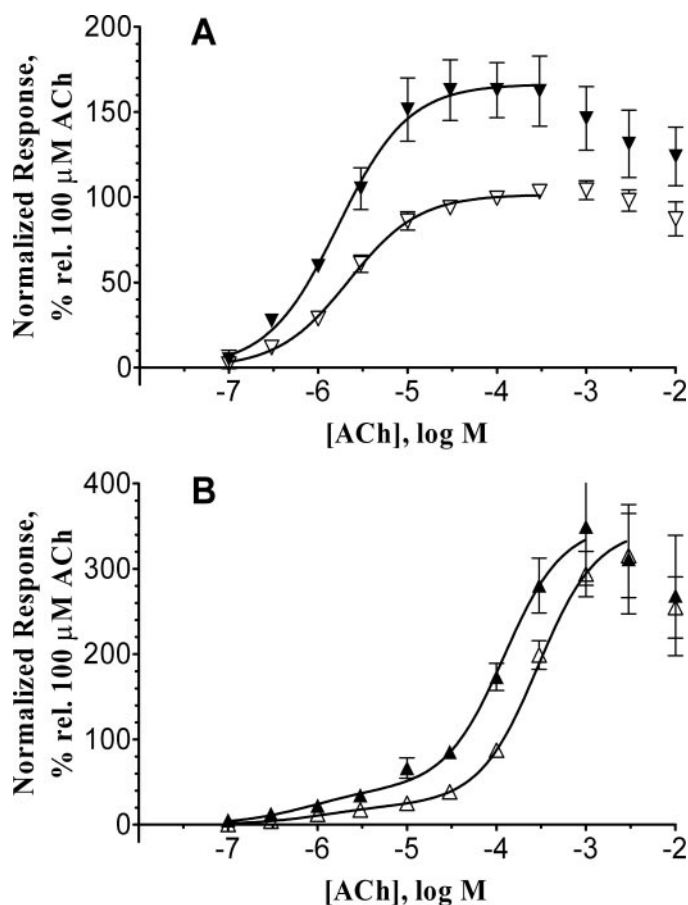 A
Normalized Response,
% rel. 100 µM ACh
200
150
100
50
0
-7 -6 -5 -4 -3 -2
[ACh], log M
B
Normalized Response,
% rel. 100 µM ACh
400
300
200
100
0
-7 -6 -5 -4 -3 -2
[ACh], log M